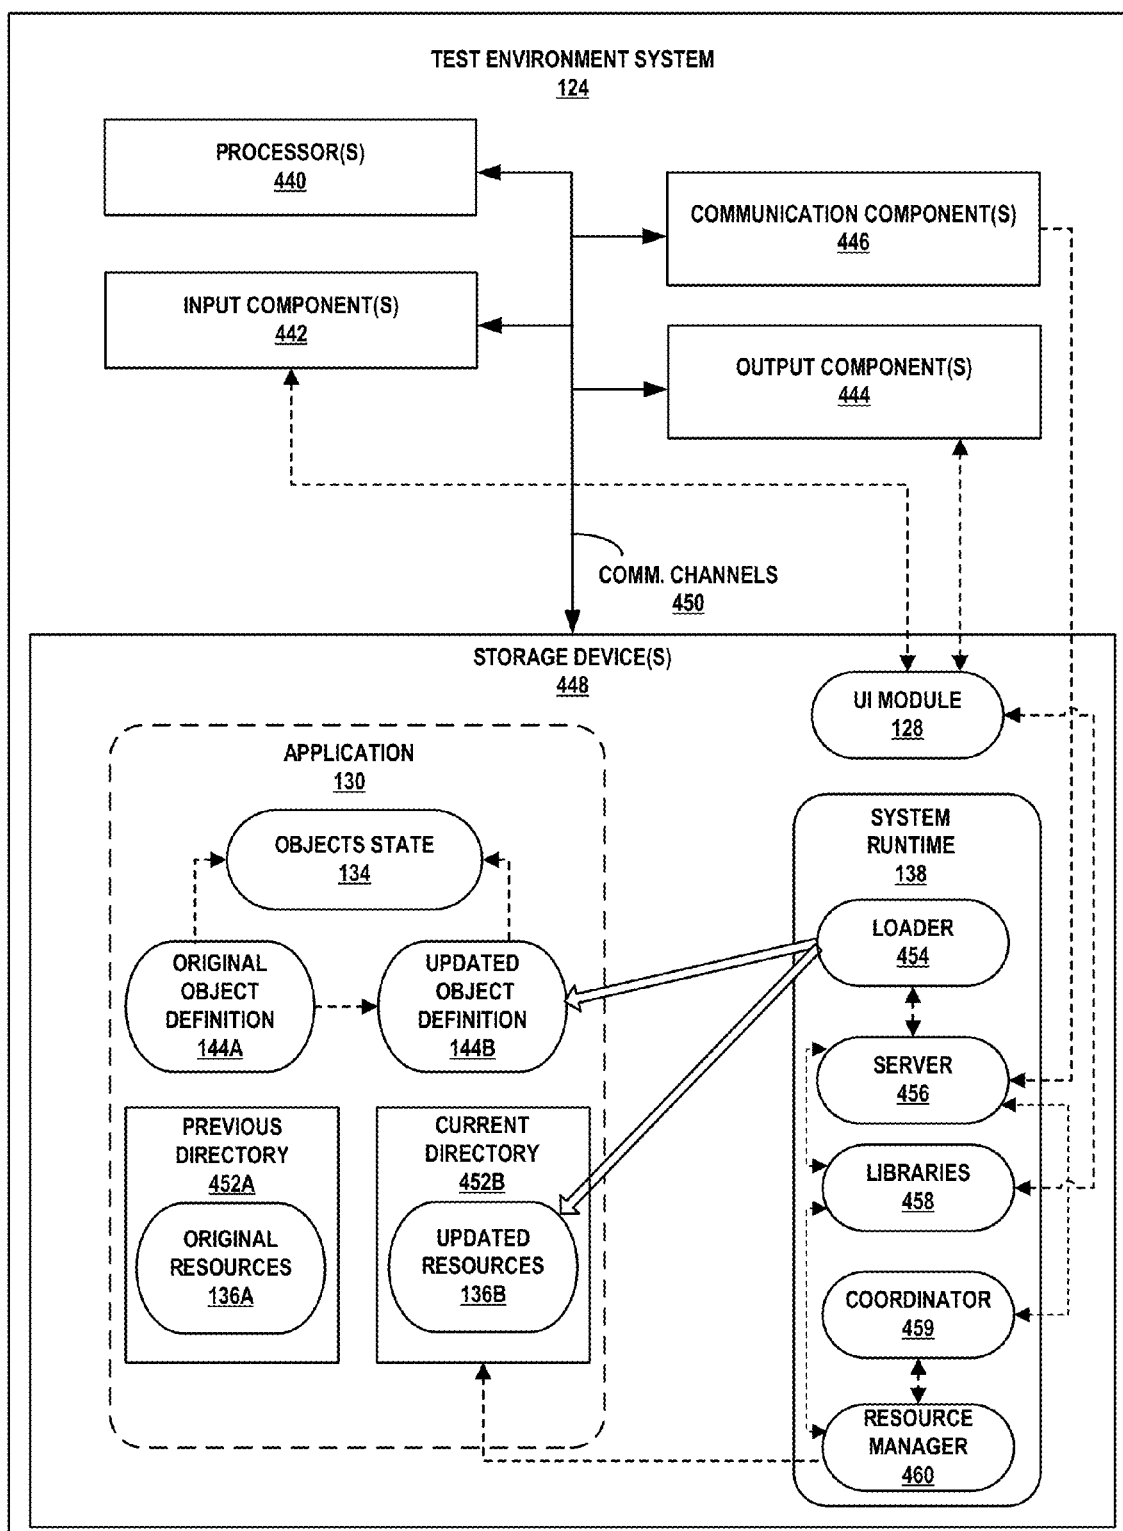 TEST ENVIRONMENT SYSTEM
124
PROCESSOR(S)
440
COMMUNICATION COMPONENT(S)
446
INPUT COMPONENT(S)
442
OUTPUT COMPONENT(S)
444
COMM. CHANNELS
450
STORAGE DEVICE(S)
448
UI MODULE
128
APPLICATION
130
OBJECTS STATE
134
ORIGINAL
OBJECT
DEFINITION
144A
UPDATED
OBJECT
DEFINITION
144B
PREVIOUS
DIRECTORY
452A
ORIGINAL
RESOURCES
136A
CURRENT
DIRECTORY
452B
UPDATED
RESOURCES
136B
SYSTEM
RUNTIME
138
LOADER
454
SERVER
456
LIBRARIES
458
COORDINATOR
459
RESOURCE
MANAGER
460